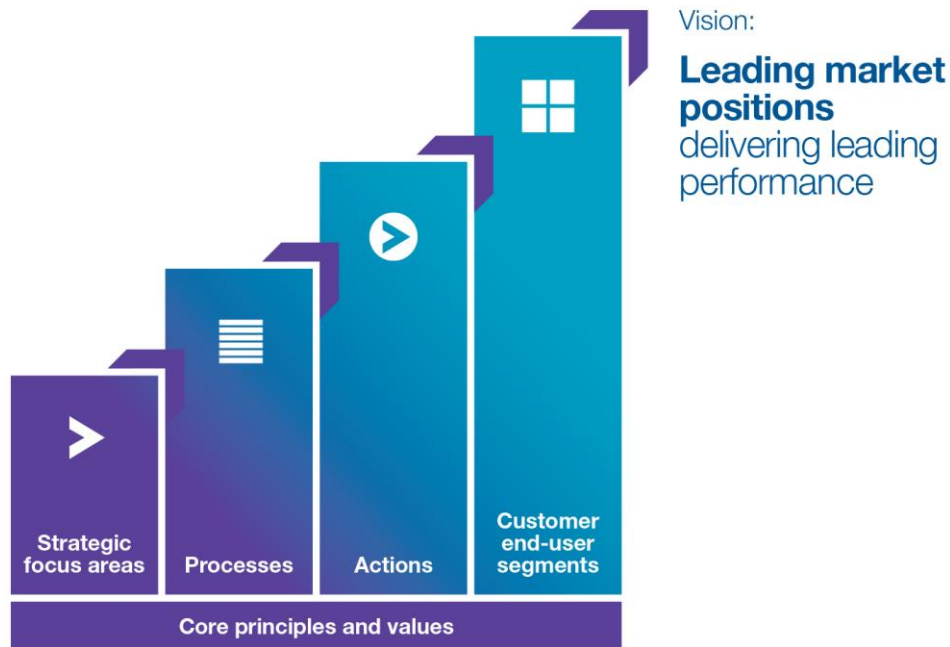 Vision:
Leading market
positions
delivering leading
performance
Strategic
focus areas
Processes
Actions
Customer
end-user
segments
Core principles and values